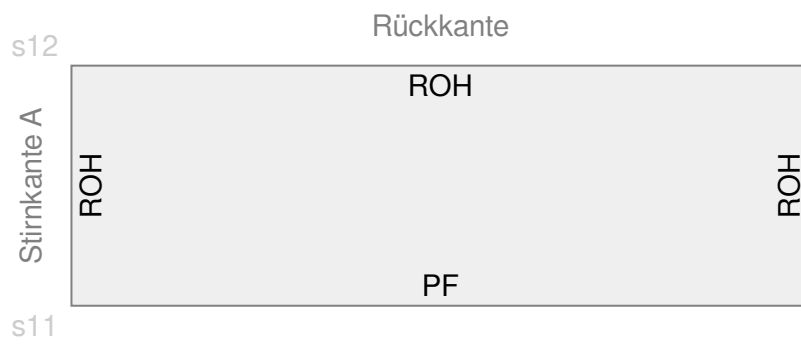 Rückkante
s12
ROH
Stirnkante A
ROH
ROH
PF
s11